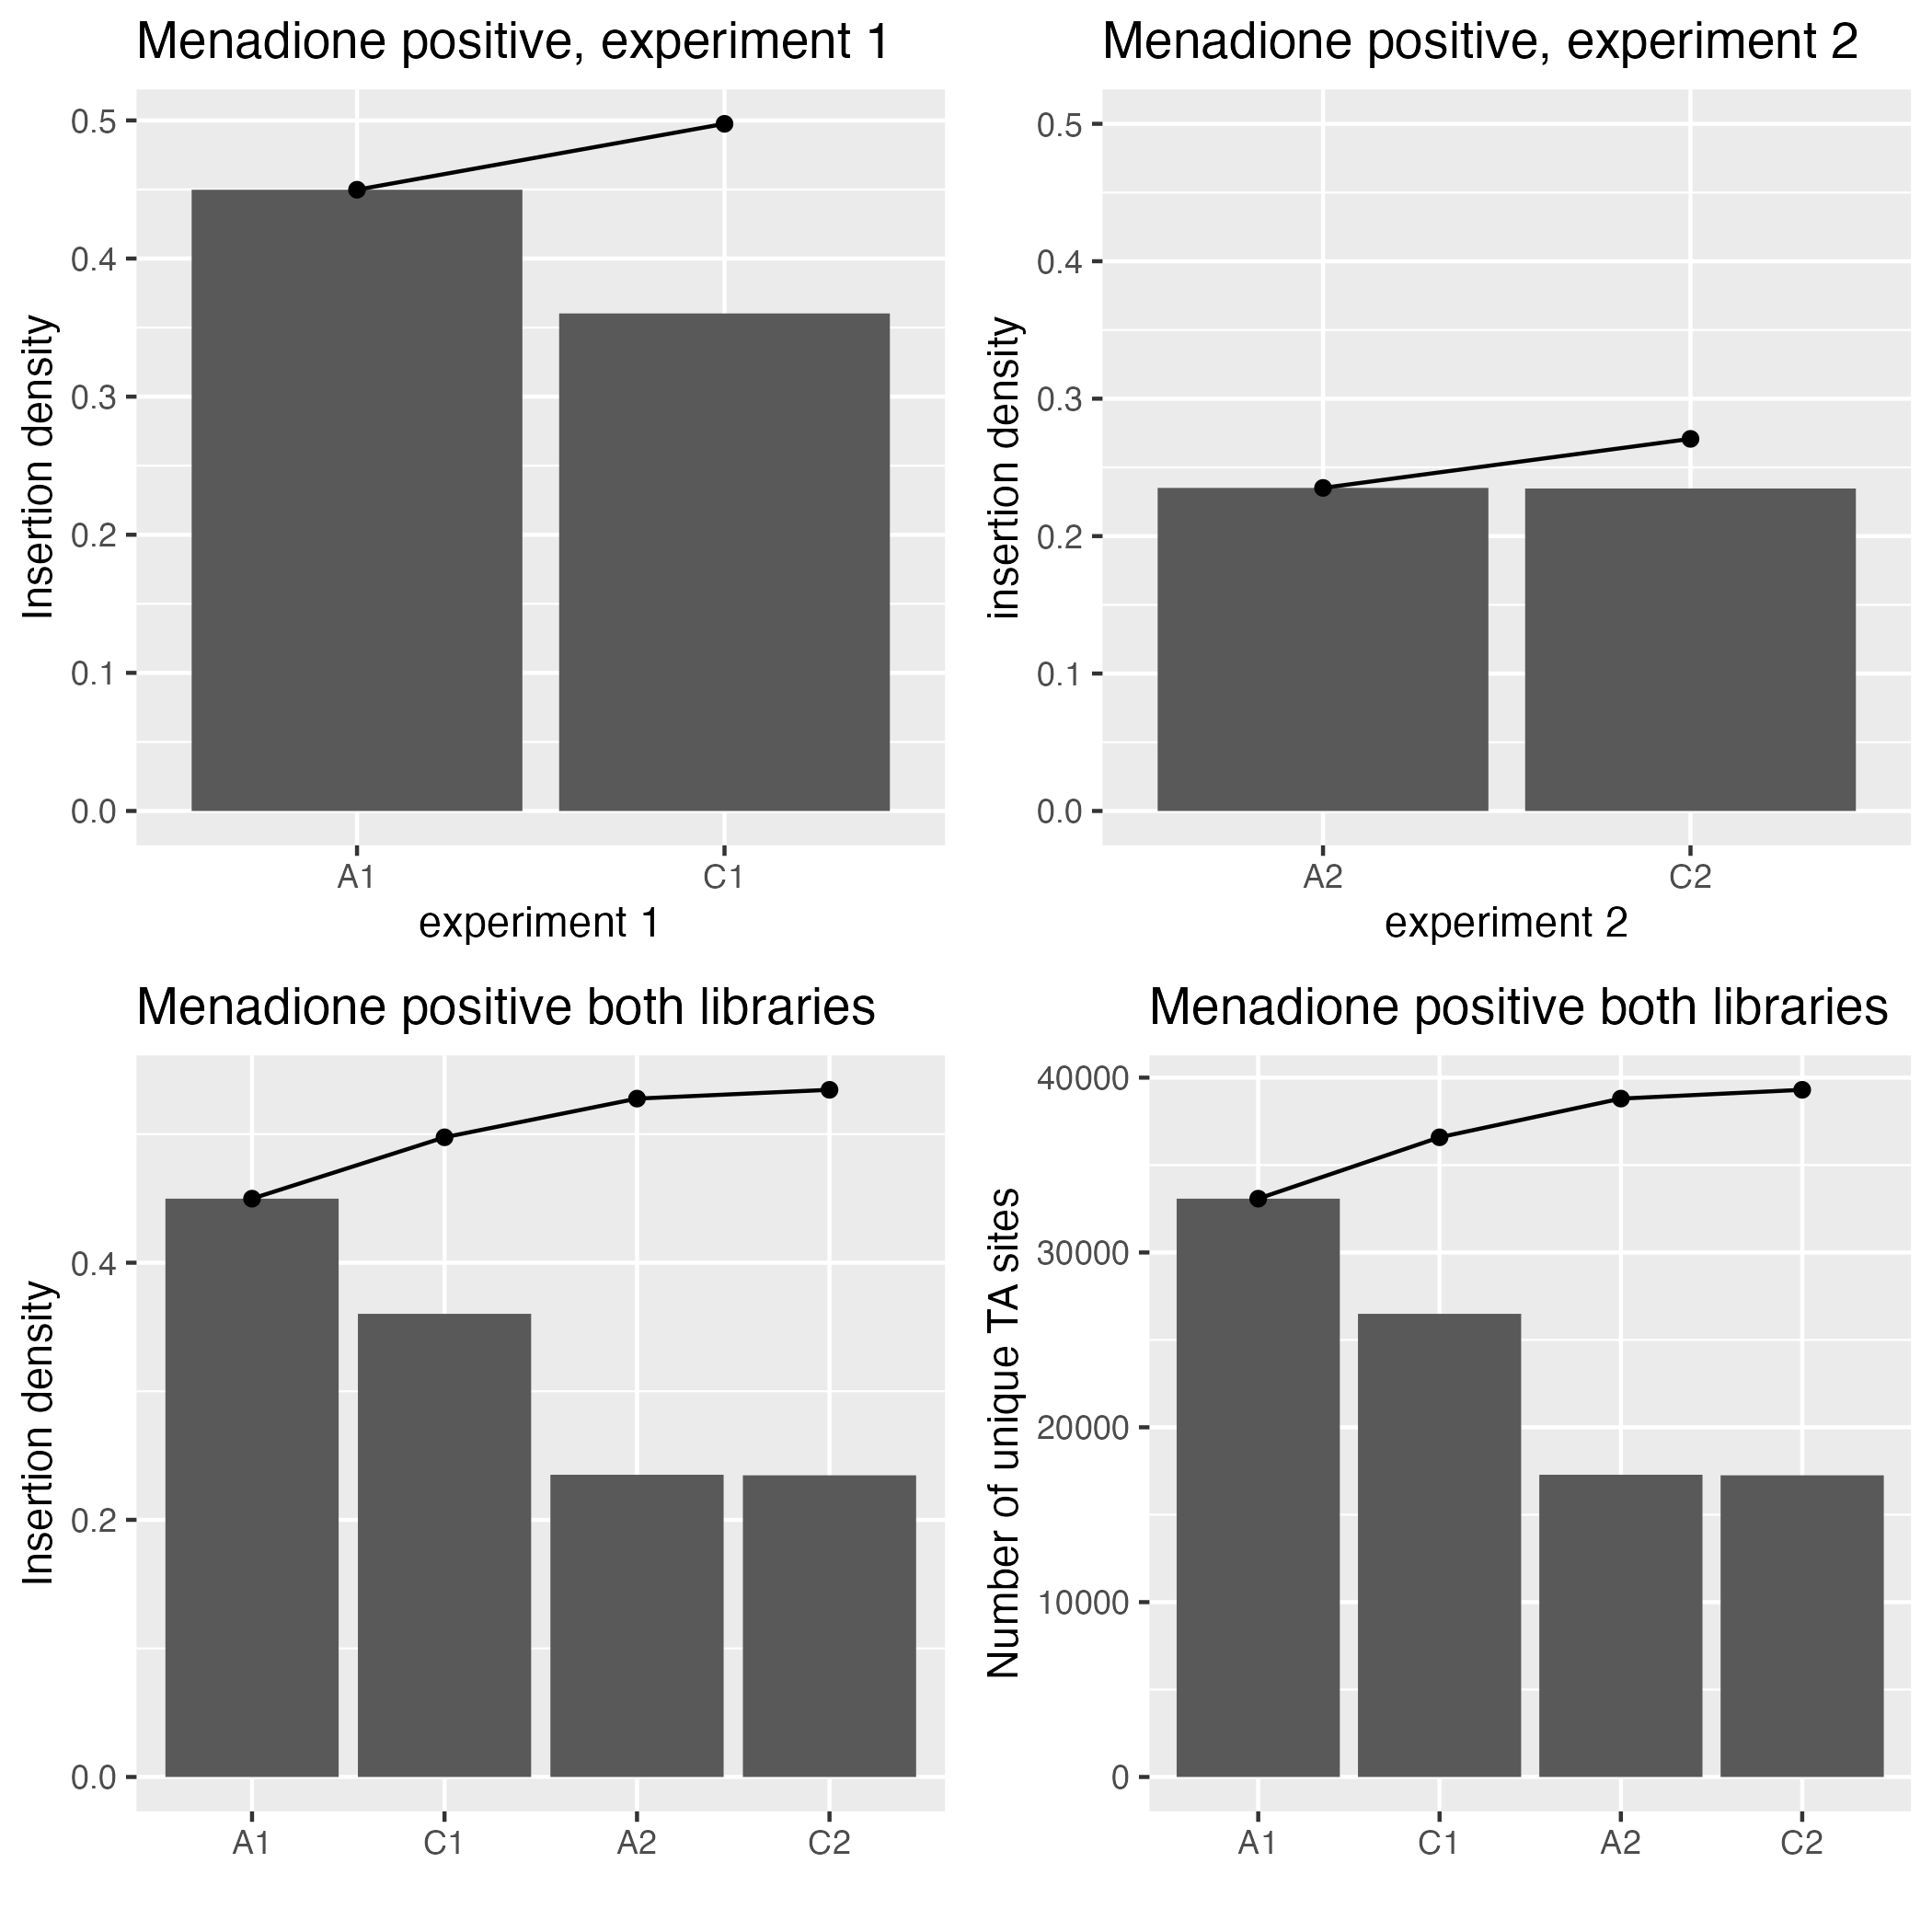 Menadione positive, experiment 1
Insertion density
0.5
0.4
0.3
0.2
0.1
0.0
A1 C1
experiment 1
Menadione positive, experiment 2
insertion density
0.5
0.4
0.3
0.2
0.1
0.0
A2 C2
experiment 2
Menadione positive both libraries
Insertion density
0.4
0.2
0.0
A1 C1 A2 C2
Menadione positive both libraries
Number of unique TA sites
40000
30000
20000
10000
0
A1 C1 A2 C2